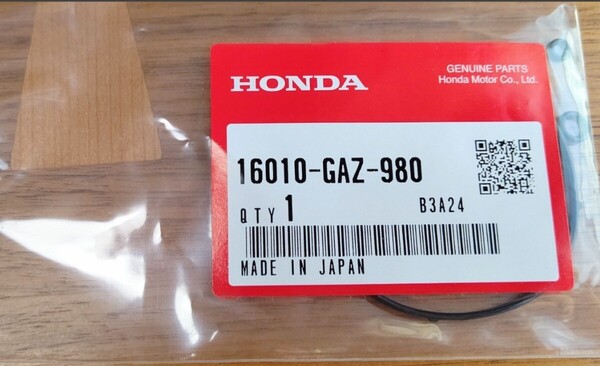 HONDA
GENUINE PARTS
Honda Motor Co., Ltd.
16010-GAZ-980
QTY 1
B3A24
MADE IN JAPAN